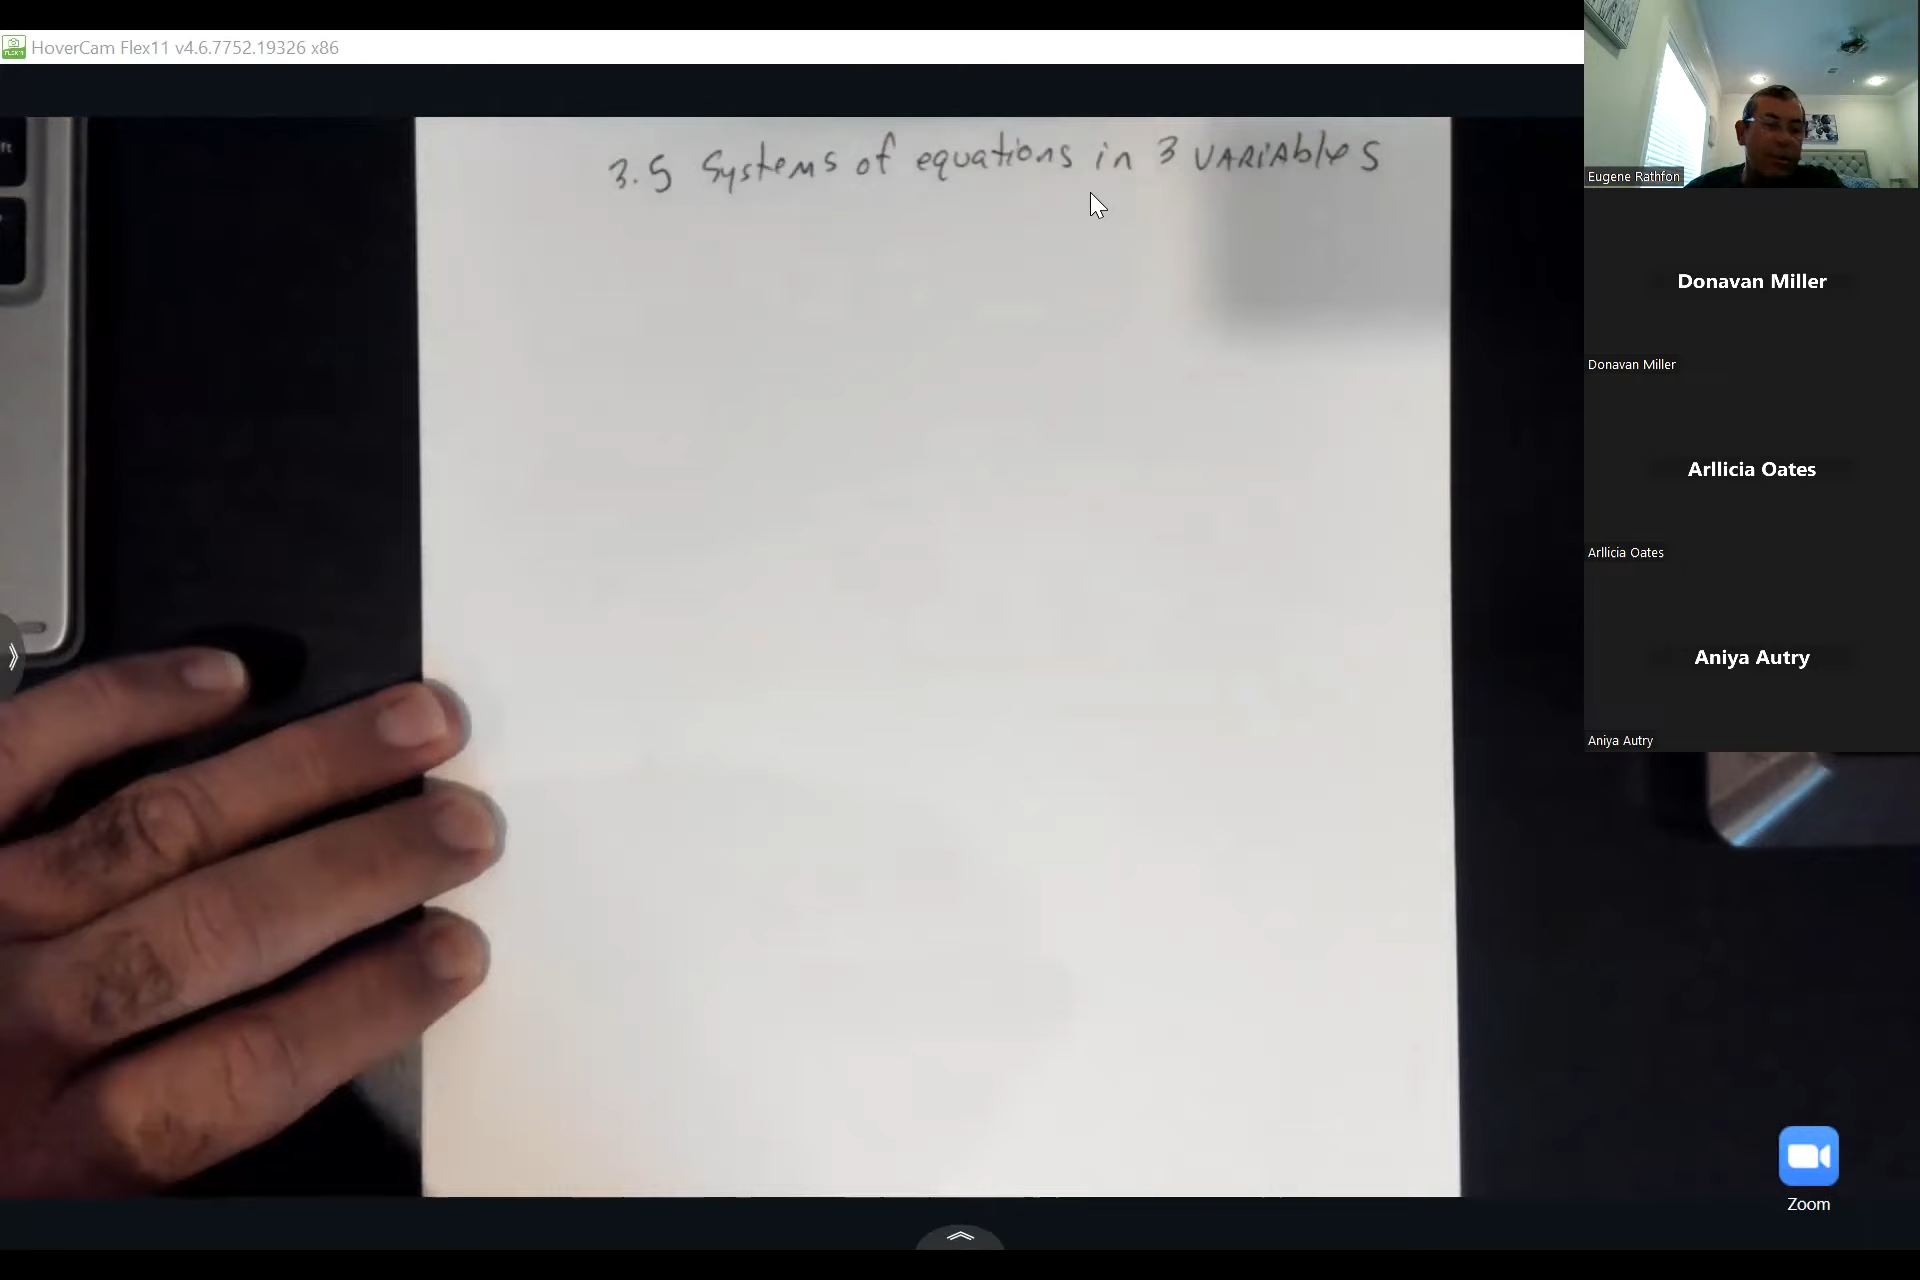 HoverCam Flex11 v4.6.7752.19326 x86
3.5 Systems of equations in 3 VARiAbles
Eugene Rathfon
Donavan Miller
Donavan Miller
Arllicia Oates
Arllicia Oates
Aniya Autry
Aniya Autry
Zoom